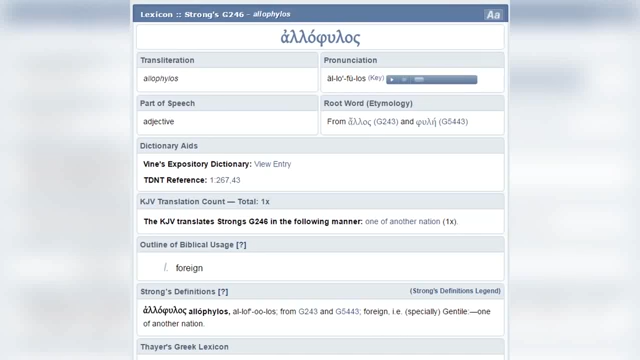 Lexicon :: Strong's G246 - allophylos Aa
ἀλλόφυλος
Transliteration
allophylos
Pronunciation
äl-lo'-fü-los (Key)
Part of Speech
adjective
Root Word (Etymology)
From ἄλλος (G243) and φυλή (G5443)
Dictionary Aids
Vine's Expository Dictionary: View Entry
TDNT Reference: 1:267,43
KJV Translation Count — Total: 1x
The KJV translates Strongs G246 in the following manner: one of another nation (1x).
Outline of Biblical Usage [?]
I. foreign
Strong's Definitions [?] (Strong's Definitions Legend)
ἀλλόφυλος allóphylos, al-lof'-oo-los; from G243 and G5443; foreign, i.e. (specially) Gentile:—one
of another nation.
Thayer's Greek Lexicon